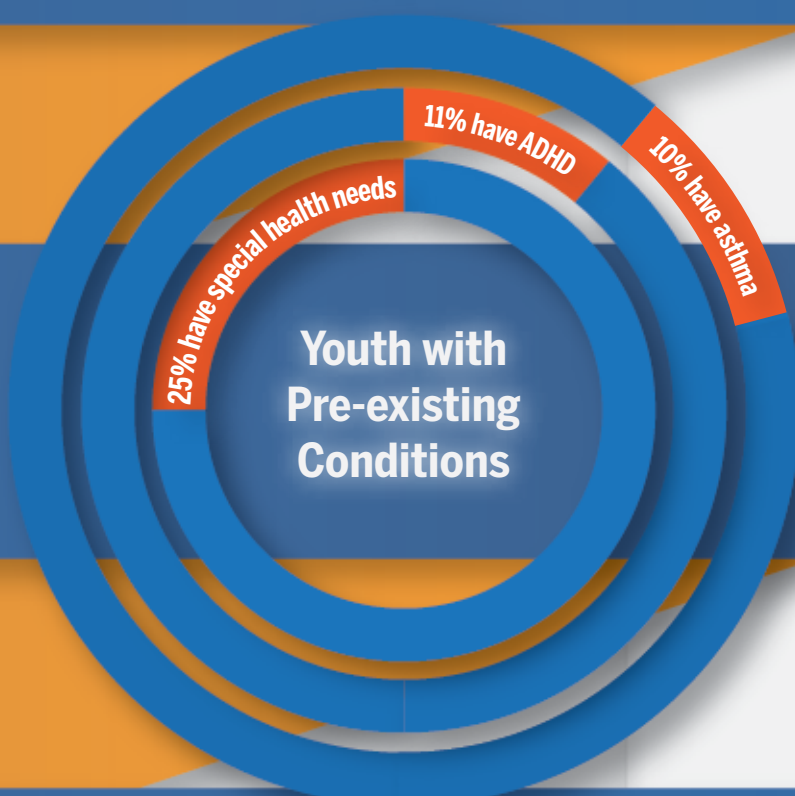 11% have ADHD
10% have asthma
25% have special health needs
Youth with
Pre-existing
Conditions